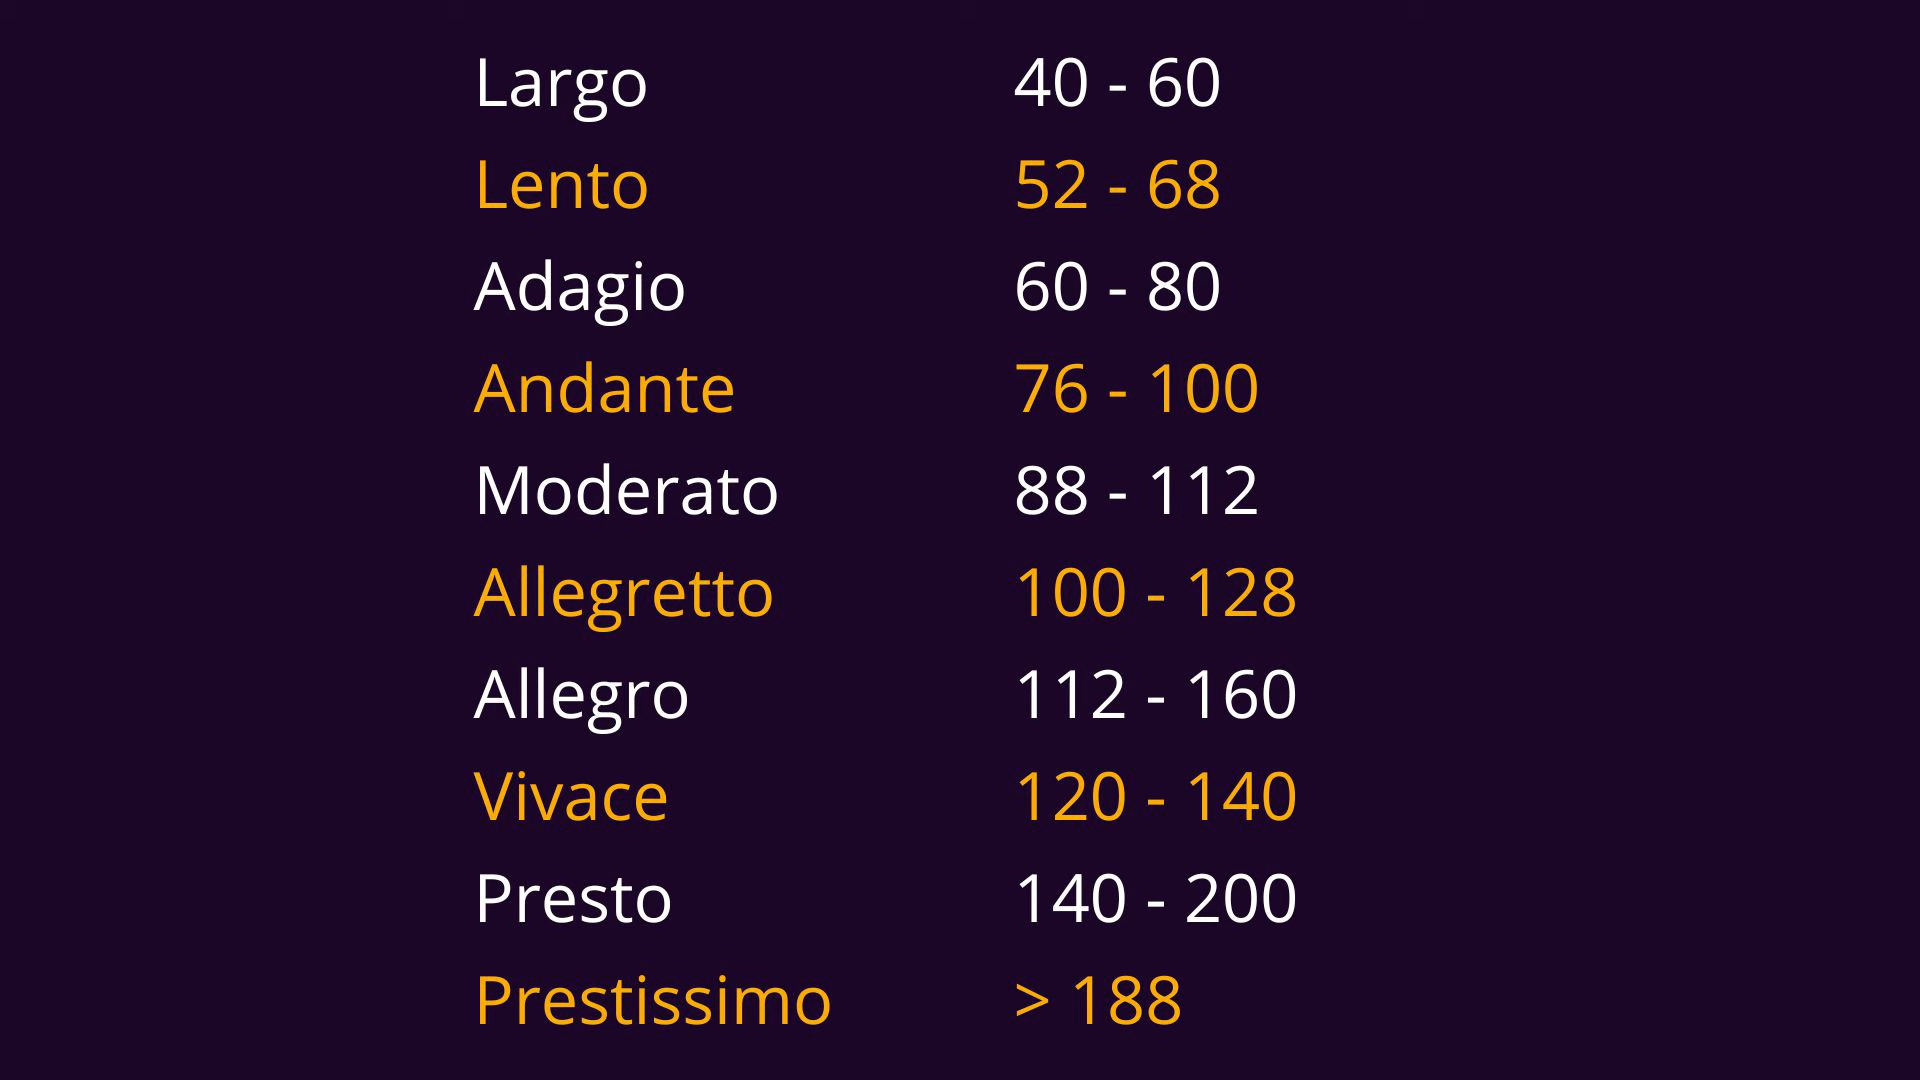 Largo 40 - 60
Lento 52 - 68
Adagio 60 - 80
Andante 76 - 100
Moderato 88 - 112
Allegretto 100 - 128
Allegro 112 - 160
Vivace 120 - 140
Presto 140 - 200
Prestissimo > 188